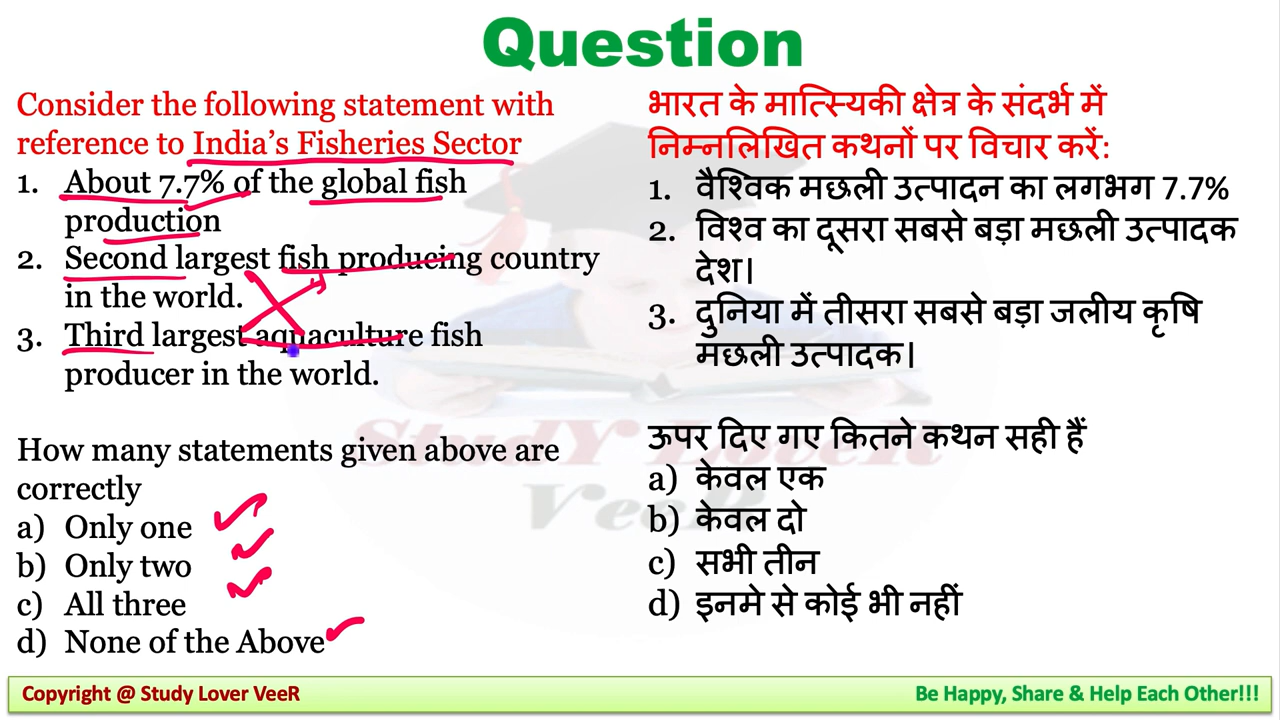 Question
Consider the following statement with
reference to India's Fisheries Sector
1. About 7.7% of the global fish
production
2. Second largest fish producing country
in the world.
3. Third largest aquaculture fish
producer in the world.
How many statements given above are
correctly
a) Only one
b) Only two
c) All three
d) None of the Above
भारत के मात्स्यिकी क्षेत्र के संदर्भ में
निम्नलिखित कथनों पर विचार करें:
1. वैश्विक मछली उत्पादन का लगभग 7.7%
2. विश्व का दूसरा सबसे बड़ा मछली उत्पादक
देश।
3. दुनिया में तीसरा सबसे बड़ा जलीय कृषि
मछली उत्पादक।
ऊपर दिए गए कितने कथन सही हैं
a) केवल एक
b) केवल दो
c) सभी तीन
d) इनमे से कोई भी नहीं
StudY LoveR
VeeR
Copyright @ Study Lover VeeR
Be Happy, Share & Help Each Other!!!